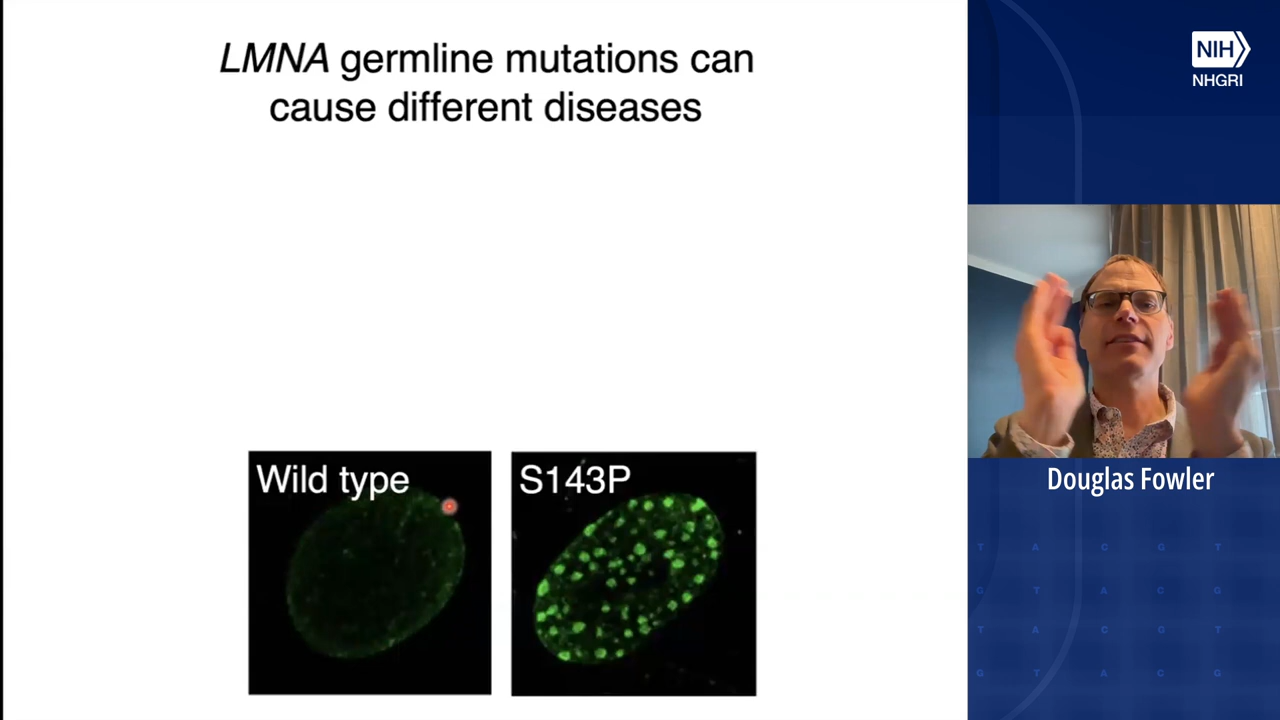 LMNA germline mutations can
cause different diseases
Wild type
S143P
NIH
NHGRI
Douglas Fowler
T A C G T
G T A C G
T A C G T
G T A C G